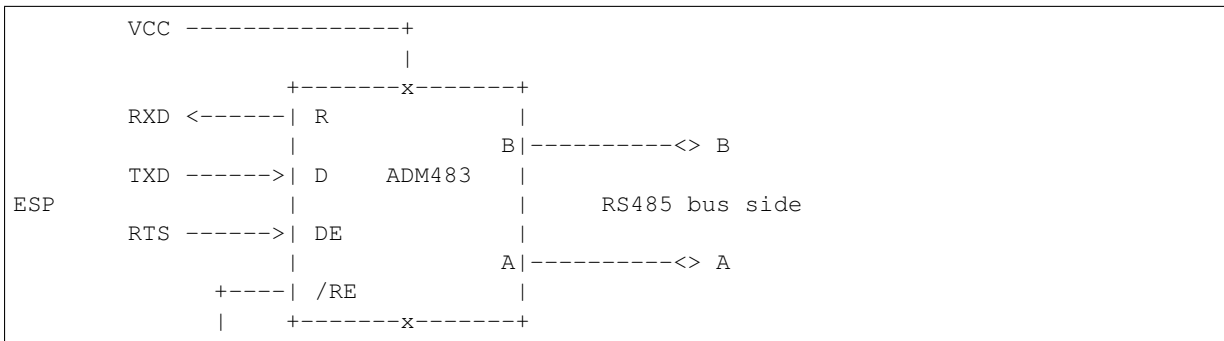 VCC ---------------+
|
+-------x-------+
RXD <------| R |
| B|----------<> B
TXD ------>| D ADM483 |
ESP | | RS485 bus side
RTS ------>| DE |
| A|----------<> A
+----| /RE |
| +-------x-------+